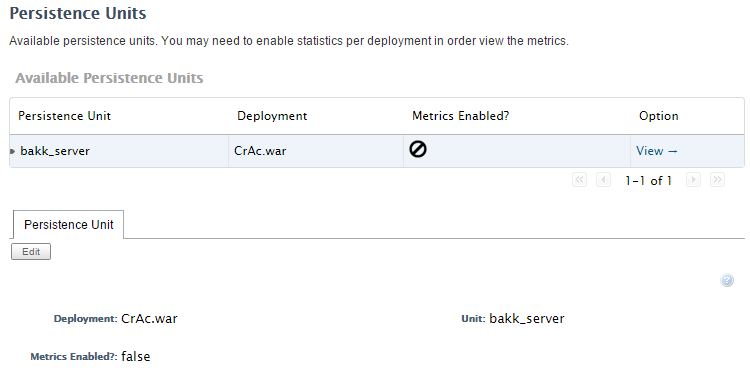 Persistence Units
Available persistence units. You may need to enable statistics per deployment in order view the metrics.
Available Persistence Units
Persistence Unit Deployment Metrics Enabled? Option
bakk_server CrAc.war View →
1-1 of 1
Persistence Unit
Edit
Deployment: CrAc.war Unit: bakk_server
Metrics Enabled?: false